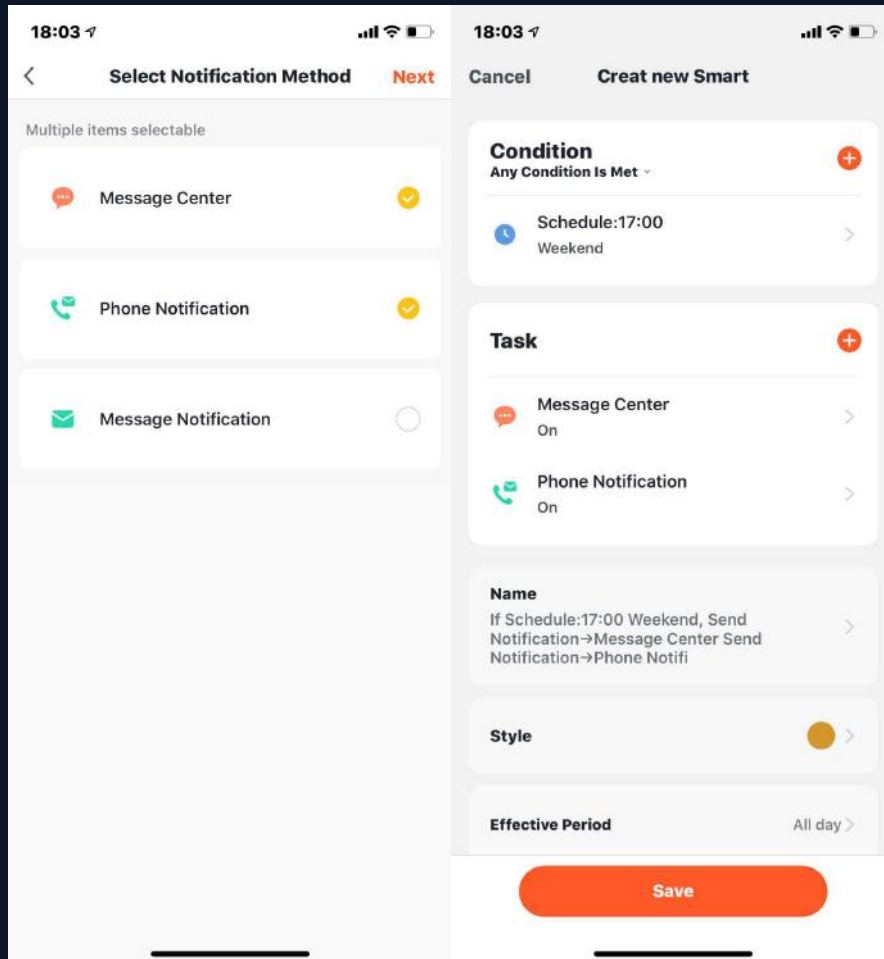 18:03
Select Notification Method
Next
Multiple items selectable
Message Center
Phone Notification
Message Notification
18:03
Cancel
Creat new Smart
Condition
Any Condition Is Met
Schedule:17:00
Weekend
Task
Message Center
On
Phone Notification
On
Name
If Schedule:17:00 Weekend, Send
Notification→Message Center Send
Notification→Phone Notifi
Style
Effective Period
All day
Save